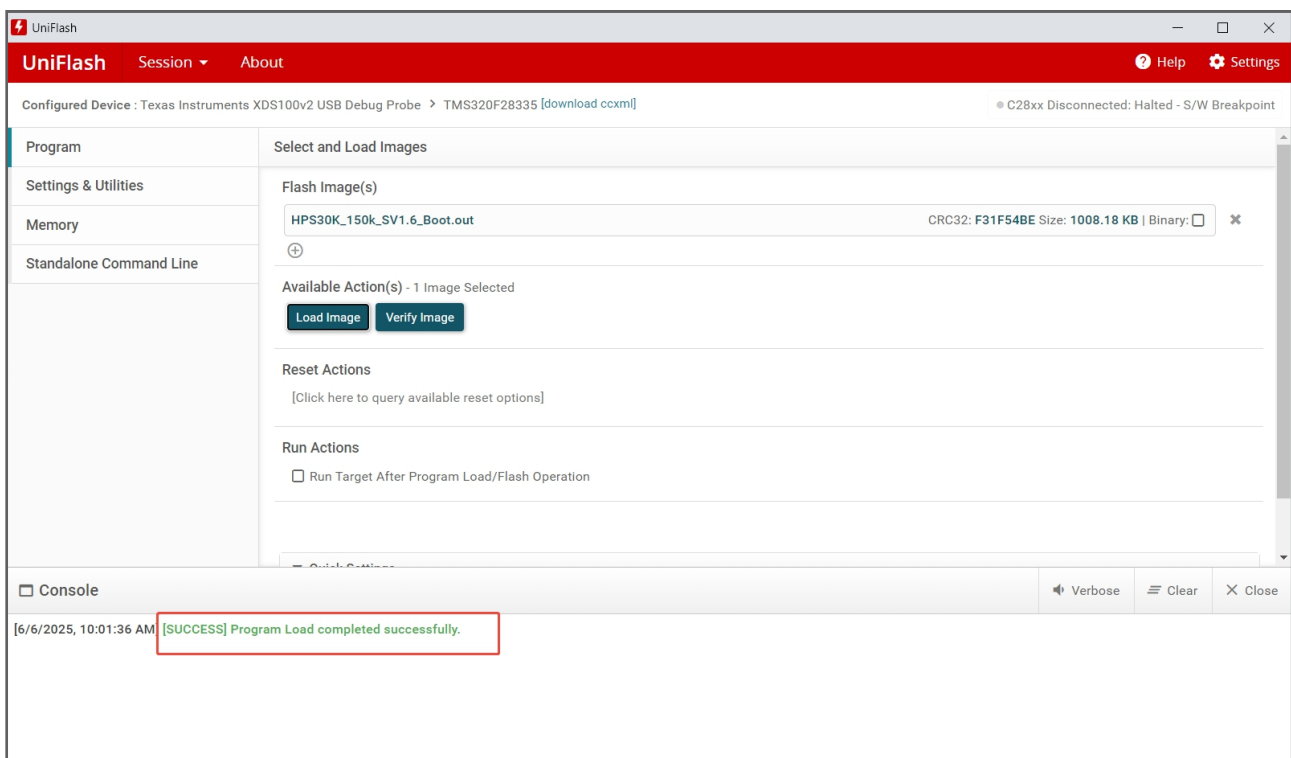 UniFlash
UniFlash Session About Help Settings
Configured Device : Texas Instruments XDS100v2 USB Debug Probe > TMS320F28335 [download ccxml] C28xx Disconnected: Halted - S/W Breakpoint
Program
Settings & Utilities
Memory
Standalone Command Line
Select and Load Images
Flash Image(s)
HPS30K_150k_SV1.6_Boot.out CRC32: F31F54BE Size: 1008.18 KB | Binary:
Available Action(s) - 1 Image Selected
Load Image Verify Image
Reset Actions
[Click here to query available reset options]
Run Actions
Run Target After Program Load/Flash Operation
Quick Settings
Console Verbose Clear Close
[6/6/2025, 10:01:36 AM] [SUCCESS] Program Load completed successfully.